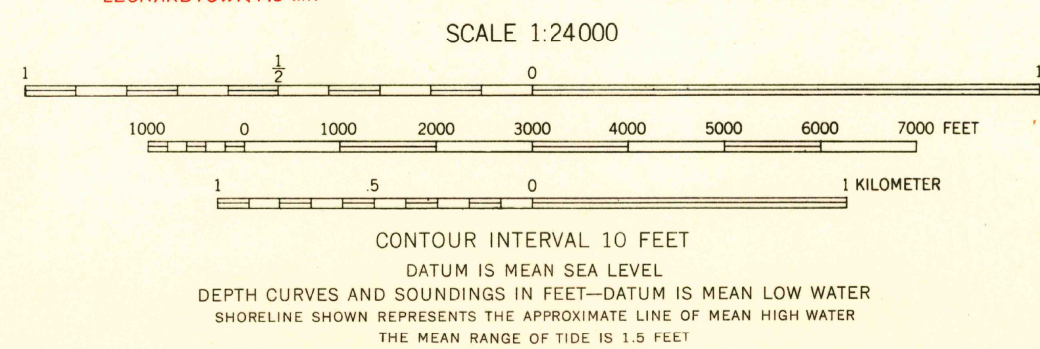 SCALE 1:24000
1 1/2 0 1
1000 0 1000 2000 3000 4000 5000 6000 7000 FEET
1 .5 0 1 KILOMETER
CONTOUR INTERVAL 10 FEET
DATUM IS MEAN SEA LEVEL
DEPTH CURVES AND SOUNDINGS IN FEET—DATUM IS MEAN LOW WATER
SHORELINE SHOWN REPRESENTS THE APPROXIMATE LINE OF MEAN HIGH WATER
THE MEAN RANGE OF TIDE IS 1.5 FEET